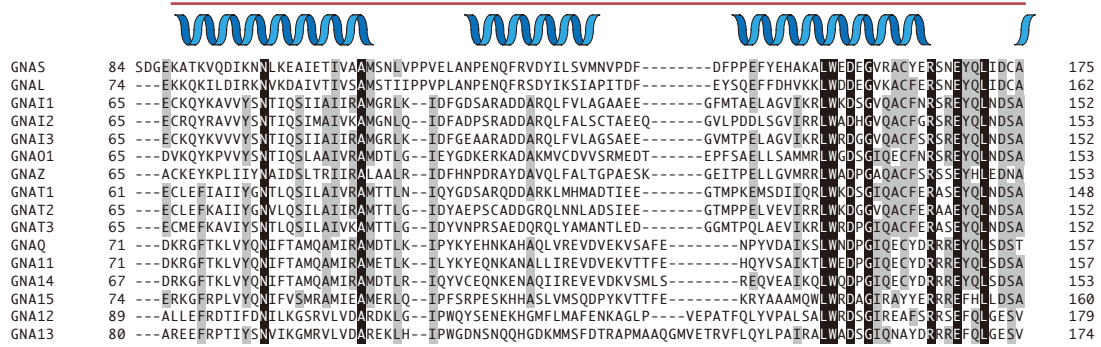 GNAS 84 SDGEKATKVQDIKNNLKEAIETIVAAMSNLVPPVELANPENQFRVDYILSVMNVPDF--------DFPPEFYEHAKALWEDEGVRACYERSNEYQLIDCA 175
GNAL 74 ---EKKQKILDIRKNVKDAIVTIVSAMSTIIPPVPLANPENQFRSDYIKSIAPITDF--------EYSQEFFDHVKKLWDDEGVKACFERSNEYQLIDCA 162
GNAI1 65 ---ECKQYKAVVYSNTIQSIIAIIRAMGRLK--IDFGDSARADDARQLFVLAGAAEE--------GFMTAELAGVIKRLWKDSGVQACFNRSREYQLNDSA 152
GNAI2 65 ---ECRQYRAVVYSNTIQSIMAIVKAMGNLQ--IDFADPSRADDARQLFALSCTAEEQ-------GVLPDDLSGVIRRLWADHGVQACFGRSREYQLNDSA 153
GNAI3 65 ---ECKQYKVVVYSNTIQSIIAIIRAMGRLK--IDFGEAARADDARQLFVLAGSAEE--------GVMTPELAGVIKRLWRDGGVQACFSRSREYQLNDSA 152
GNAO1 65 ---DVKQYKPVVYSNTIQSLAAIVRAMDTLG--IEYGDKERKADAKMVCDVVSRMEDT-------EPFSAELLSAMMRLWGDSGIQECFNRSREYQLNDSA 153
GNAZ 65 ---ACKEYKPLIIYNAIDSLTRIIRALAALR--IDFHNPDRAYDAVQLFALTGPAESK-------GEITPELLGVMRRLWADPGAQACFSRSSEYHLEDNA 153
GNAT1 61 ---ECLEFIAIIYGNTLQSILAIVRAMTTLN--IQYGDSARQDDARKLMHMADTIEE--------GTMPKEMSDIIQRLWKDSGIQACFERASEYQLNDSA 148
GNAT2 65 ---ECLEFKAIIYGNVLQSILAIIRAMTTLG--IDYAEPSCADDGRQLNNLADSIEE--------GTMPPELVEVIRRLWKDGGVQACFERAAEYQLNDSA 152
GNAT3 65 ---ECMEFKAVIYSNTLQSILAIVKAMTTLG--IDYVNPRSAEDQRQLYAMANTLED--------GGMTPQLAEVIKRLWRDPGIQACFERASEYQLNDSA 152
GNAQ 71 ---DKRGFTKLVYQNIFTAMQAMIRAMDTLK--IPYKYEHNKAHAQLVREVDVEKVSAFE--------NPYVDAIKSLWNDPGIQECYDRRREYQLSDST 157
GNA11 71 ---DKRGFTKLVYQNIFTAMQAMIRAMETLK--ILYKYEQNKANALLIREVDVEKVTTFE--------HQYVSAIKTLWEDPGIQECYDRRREYQLSDSA 157
GNA14 67 ---DRKGFTKLVYQNIFTAMQAMIRAMDTLR--IQYVCEQNKENAQIIREVEVDKVSMLS--------REQVEAIKQLWQDPGIQECYDRRREYQLSDSA 153
GNA15 74 ---ERKGFRPLVYQNIFVSMRAMIEAMERLQ--IPFSRPESKHHASLVMSQDPYKVTTFE--------KRYAAAMQWLWRDAGIRAYYERRREFHLLDSA 160
GNA12 89 ---ALLEFRDTIFDNILKGSRVLVDARDKLG--IPWQYSENEKHGMFLMAFENKAGLP----VEPATFQLYVPALSALWRDSGIREAFSRRSEFQLGESV 179
GNA13 80 ---AREEFRPTIYSNVIKGMRVLVDAREKLH--IPWGDNSNQQHGDKMMSFDTRAPMAAQGMVETRVFLQYLPAIRALWADSGIQNAYDRRREFQLGESV 174